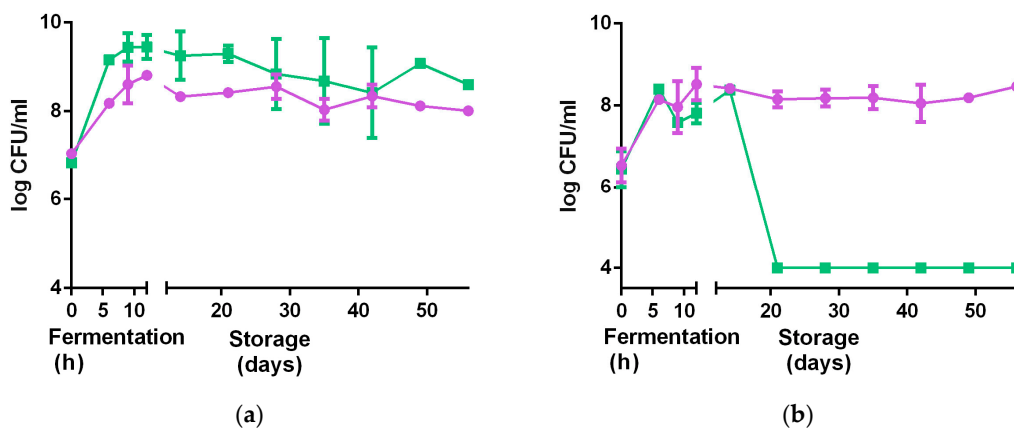 10
8
6
4
log CFU/ml
0 5 10 20 30 40 50
Fermentation Storage
(h) (days)
(a)
10
8
6
4
log CFU/ml
0 5 10 20 30 40 50
Fermentation Storage
(h) (days)
(b)